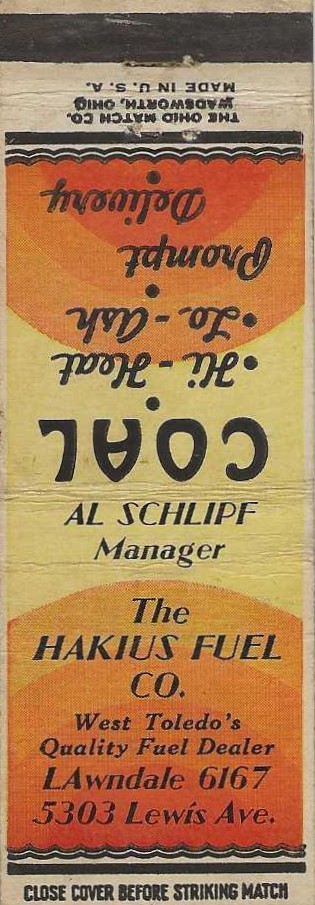 THE OHIO MATCH CO.
WADSWORTH, OHIO
MADE IN U.S.A.
COAL
• Hi-Heat
• Lo-Ash
Prompt
Delivery
AL SCHLIPF
Manager
The
HAKIUS FUEL
CO.
West Toledo's
Quality Fuel Dealer
LAwndale 6167
5303 Lewis Ave.
CLOSE COVER BEFORE STRIKING MATCH